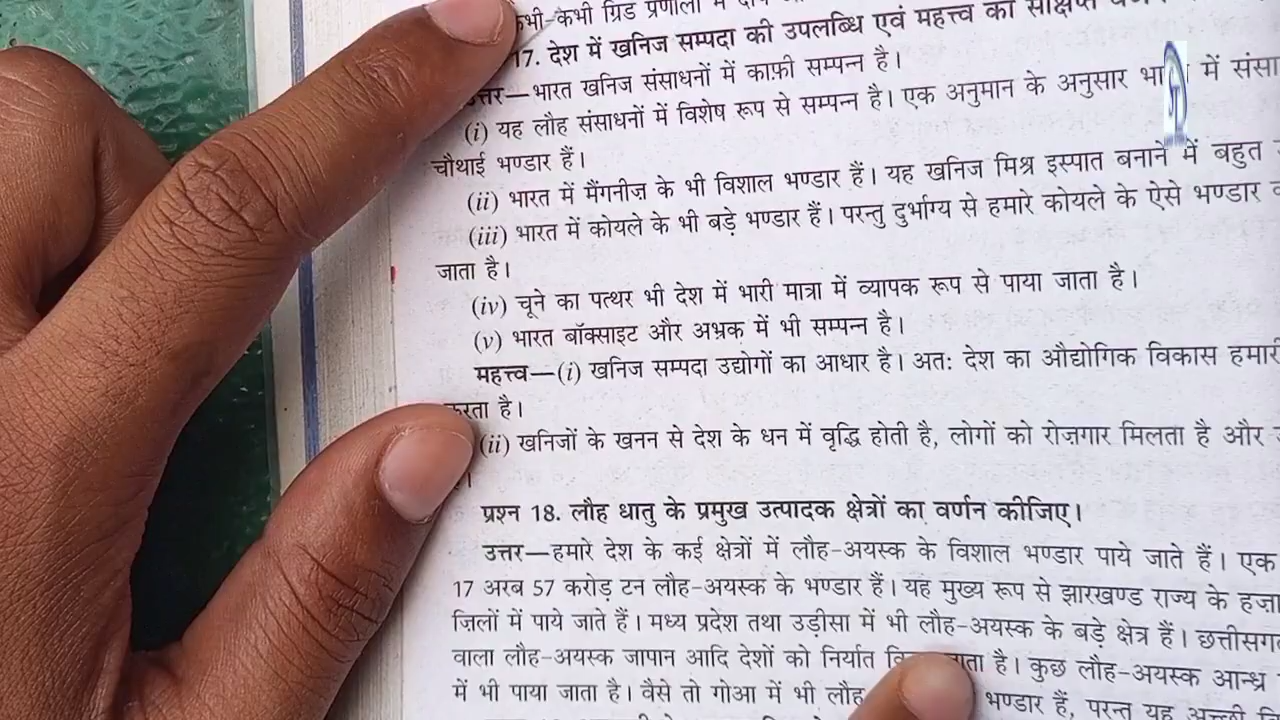 कभी-कभी ग्रिड प्रणाली में
17. देश में खनिज सम्पदा की उपलब्धि एवं महत्त्व का संक्षिप्त
उत्तर—भारत खनिज संसाधनों में काफ़ी सम्पन्न है।
(i) यह लौह संसाधनों में विशेष रूप से सम्पन्न है। एक अनुमान के अनुसार में
चौथाई भण्डार हैं।
(ii) भारत में मैंगनीज़ के भी विशाल भण्डार हैं। यह खनिज मिश्र इस्पात बनाने में बहुत
(iii) भारत में कोयले के भी बड़े भण्डार हैं। परन्तु दुर्भाग्य से हमारे कोयले के ऐसे भण्डार
जाता है।
(iv) चूने का पत्थर भी देश में भारी मात्रा में व्यापक रूप से पाया जाता है।
(v) भारत बॉक्साइट और अभ्रक में भी सम्पन्न है।
महत्त्व—(i) खनिज सम्पदा उद्योगों का आधार है। अतः देश का औद्योगिक विकास
करता है।
(ii) खनिजों के खनन से देश के धन में वृद्धि होती है, लोगों को रोज़गार मिलता है और
प्रश्न 18. लौह धातु के प्रमुख उत्पादक क्षेत्रों का वर्णन कीजिए।
उत्तर—हमारे देश के कई क्षेत्रों में लौह-अयस्क के विशाल भण्डार पाये जाते हैं। एक
17 अरब 57 करोड़ टन लौह-अयस्क के भण्डार हैं। यह मुख्य रूप से झारखण्ड राज्य के
ज़िलों में पाये जाते हैं। मध्य प्रदेश तथा उड़ीसा में भी लौह-अयस्क के बड़े क्षेत्र हैं।
वाला लौह-अयस्क जापान आदि देशों को निर्यात है। कुछ लौह-अयस्क आन्ध्र
में भी पाया जाता है। वैसे तो गोआ में भी लौह भण्डार हैं, परन्तु यह